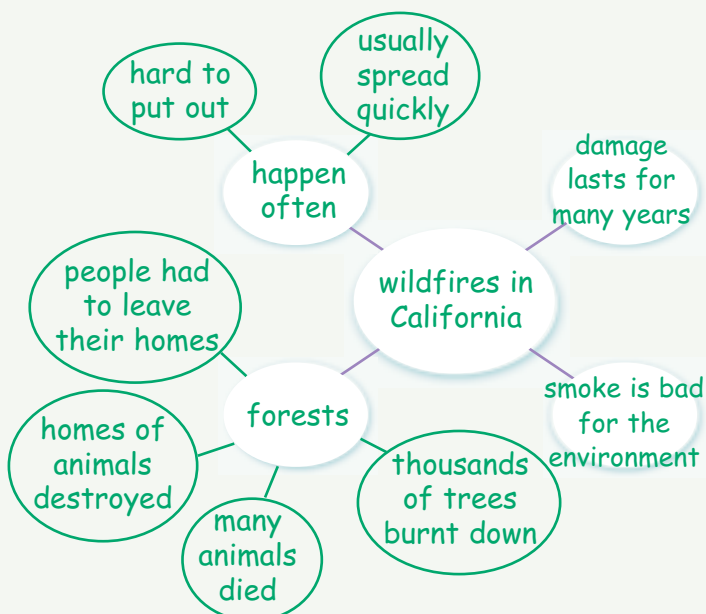 hard to
put out
usually
spread
quickly
happen
often
damage
lasts for
many years
wildfires in
California
people had
to leave
their homes
forests
smoke is bad
for the
environment
homes of
animals
destroyed
thousands
of trees
burnt down
many
animals
died